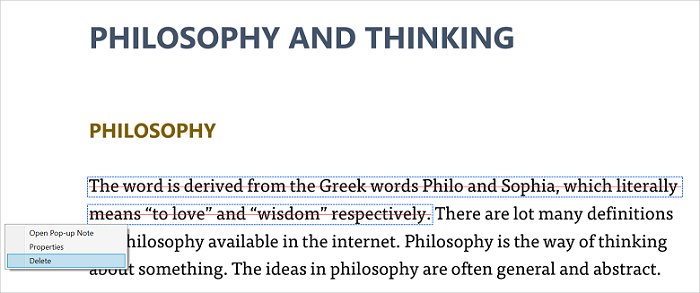 PHILOSOPHY AND THINKING
PHILOSOPHY
The word is derived from the Greek words Philo and Sophia, which literally
means “to love” and “wisdom” respectively. There are lot many definitions
philosophy available in the internet. Philosophy is the way of thinking
about something. The ideas in philosophy are often general and abstract.
Open Pop-up Note
Properties
Delete